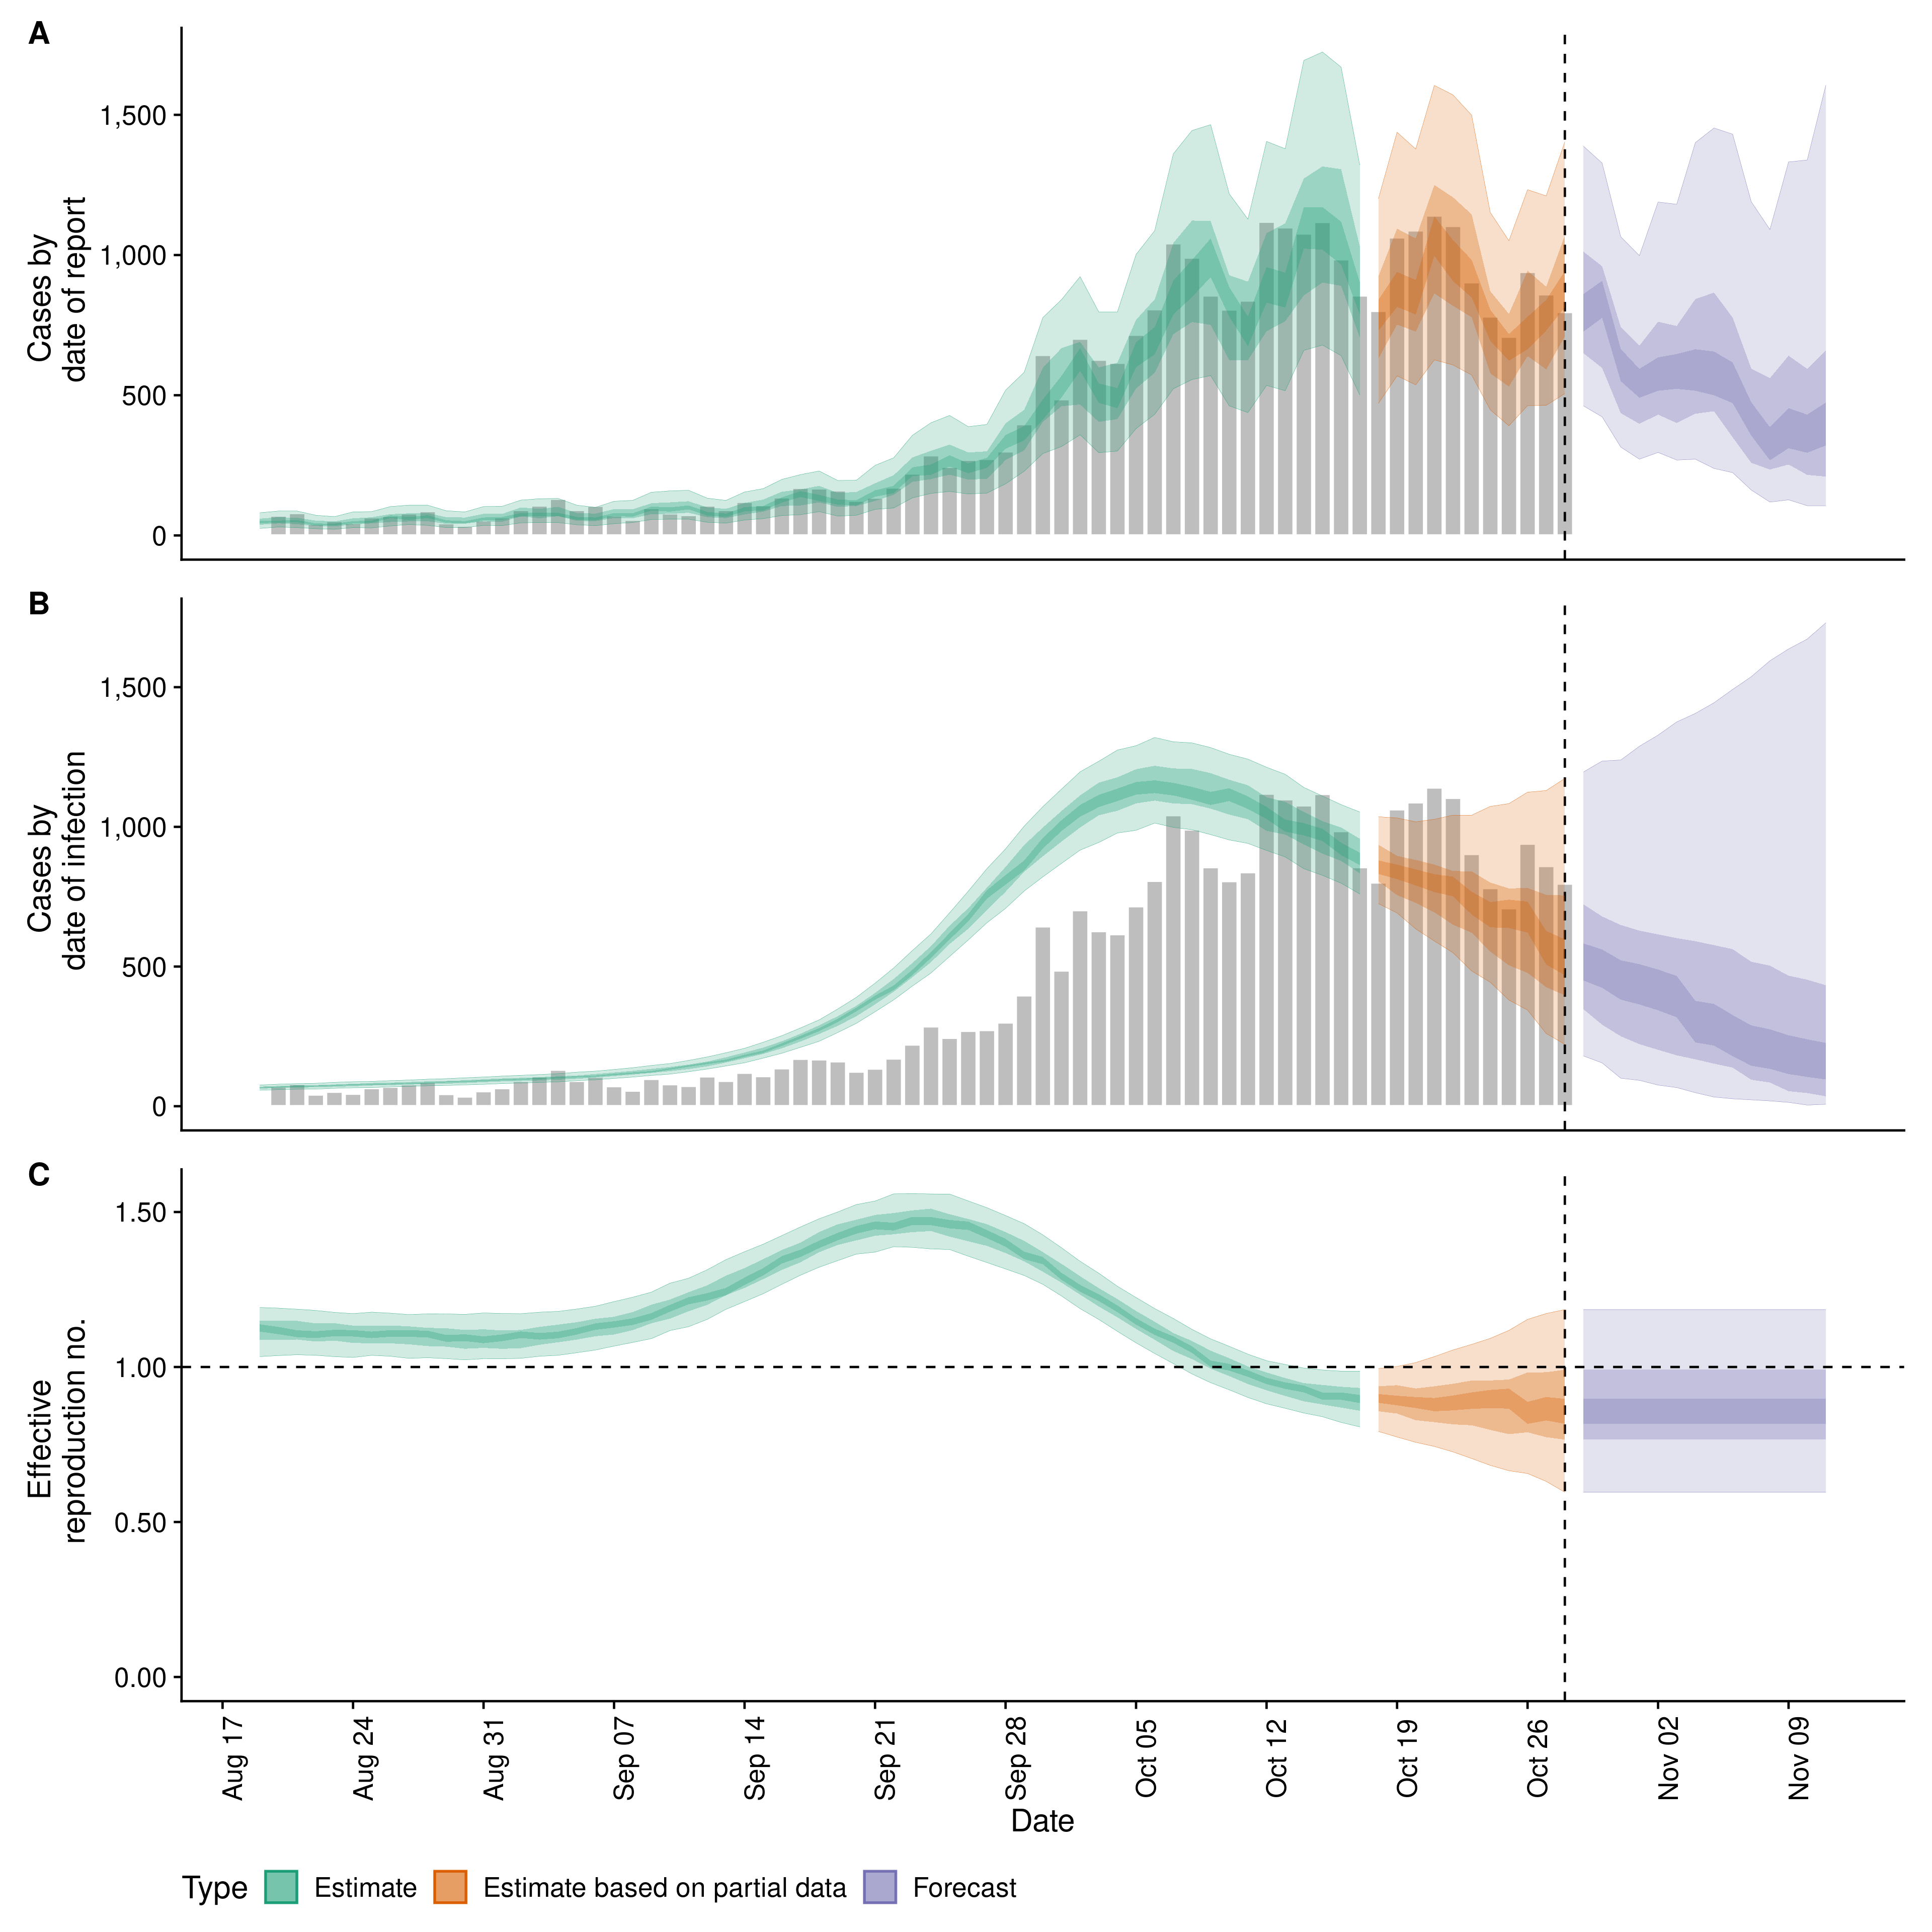 A
Cases by
date of report
1,500
1,000
500
0
B
Cases by
date of infection
1,500
1,000
500
0
C
Effective
reproduction no.
1.50
1.00
0.50
0.00
Aug 17
Aug 24
Aug 31
Sep 07
Sep 14
Sep 21
Sep 28
Oct 05
Oct 12
Oct 19
Oct 26
Nov 02
Nov 09
Date
Type Estimate Estimate based on partial data Forecast